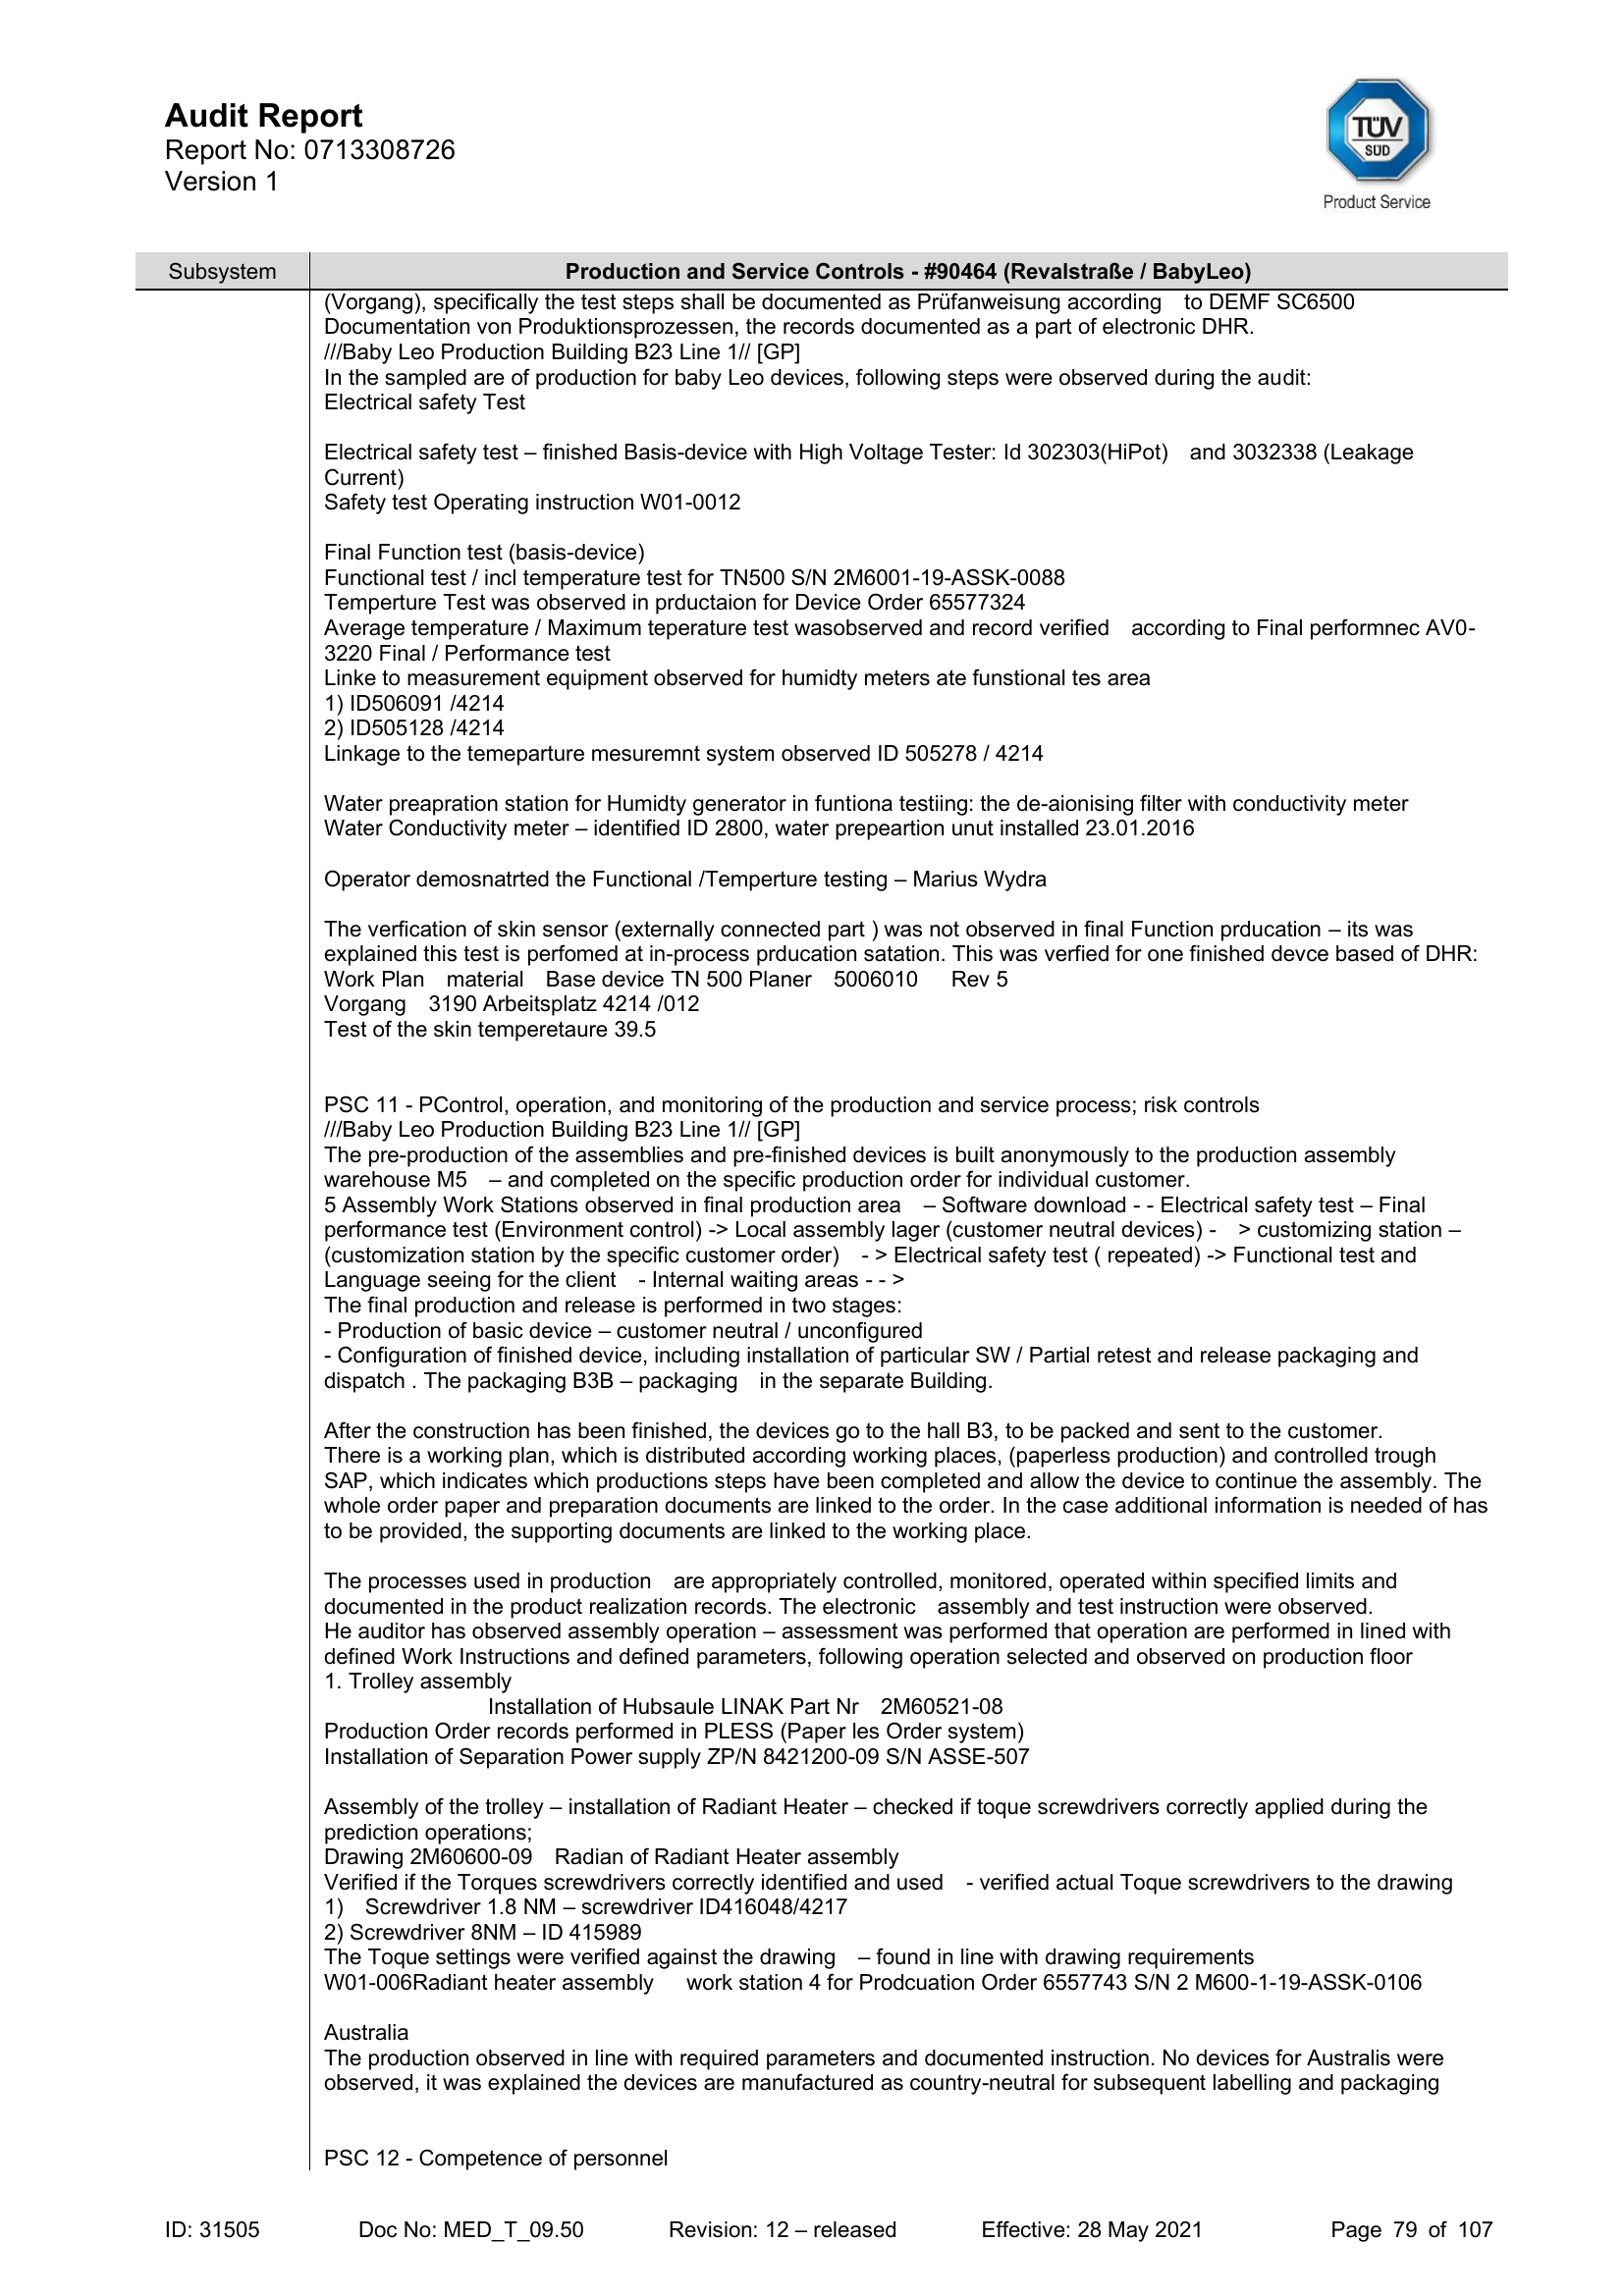 Audit Report
Report No: 0713308726
Version 1
TÜV
SÜD
Product Service
Subsystem Production and Service Controls - #90464 (Revalstraße / BabyLeo)
(Vorgang), specifically the test steps shall be documented as Prüfanweisung according to DEMF SC6500
Documentation von Produktionsprozessen, the records documented as a part of electronic DHR.
///Baby Leo Production Building B23 Line 1// [GP]
In the sampled are of production for baby Leo devices, following steps were observed during the audit:
Electrical safety Test
Electrical safety test – finished Basis-device with High Voltage Tester: Id 302303(HiPot) and 3032338 (Leakage
Current)
Safety test Operating instruction W01-0012
Final Function test (basis-device)
Functional test / incl temperature test for TN500 S/N 2M6001-19-ASSK-0088
Temperture Test was observed in prductaion for Device Order 65577324
Average temperature / Maximum teperature test wasobserved and record verified according to Final performnec AV0-
3220 Final / Performance test
Linke to measurement equipment observed for humidty meters ate funstional tes area
1) ID506091 /4214
2) ID505128 /4214
Linkage to the temeparture mesuremnt system observed ID 505278 / 4214
Water preapration station for Humidty generator in funtiona testiing: the de-aionising filter with conductivity meter
Water Conductivity meter – identified ID 2800, water prepeartion unut installed 23.01.2016
Operator demosnatrted the Functional /Temperture testing – Marius Wydra
The verfication of skin sensor (externally connected part ) was not observed in final Function prducation – its was
explained this test is perfomed at in-process prducation satation. This was verfied for one finished devce based of DHR:
Work Plan material Base device TN 500 Planer 5006010 Rev 5
Vorgang 3190 Arbeitsplatz 4214 /012
Test of the skin temperetaure 39.5
PSC 11 - PControl, operation, and monitoring of the production and service process; risk controls
///Baby Leo Production Building B23 Line 1// [GP]
The pre-production of the assemblies and pre-finished devices is built anonymously to the production assembly
warehouse M5 – and completed on the specific production order for individual customer.
5 Assembly Work Stations observed in final production area – Software download - - Electrical safety test – Final
performance test (Environment control) -> Local assembly lager (customer neutral devices) - > customizing station –
(customization station by the specific customer order) - > Electrical safety test ( repeated) -> Functional test and
Language seeing for the client - Internal waiting areas - - >
The final production and release is performed in two stages:
- Production of basic device – customer neutral / unconfigured
- Configuration of finished device, including installation of particular SW / Partial retest and release packaging and
dispatch . The packaging B3B – packaging in the separate Building.
After the construction has been finished, the devices go to the hall B3, to be packed and sent to the customer.
There is a working plan, which is distributed according working places, (paperless production) and controlled trough
SAP, which indicates which productions steps have been completed and allow the device to continue the assembly. The
whole order paper and preparation documents are linked to the order. In the case additional information is needed of has
to be provided, the supporting documents are linked to the working place.
The processes used in production are appropriately controlled, monitored, operated within specified limits and
documented in the product realization records. The electronic assembly and test instruction were observed.
He auditor has observed assembly operation – assessment was performed that operation are performed in lined with
defined Work Instructions and defined parameters, following operation selected and observed on production floor
1. Trolley assembly
Installation of Hubsaule LINAK Part Nr 2M60521-08
Production Order records performed in PLESS (Paper les Order system)
Installation of Separation Power supply ZP/N 8421200-09 S/N ASSE-507
Assembly of the trolley – installation of Radiant Heater – checked if toque screwdrivers correctly applied during the
prediction operations;
Drawing 2M60600-09 Radian of Radiant Heater assembly
Verified if the Torques screwdrivers correctly identified and used - verified actual Toque screwdrivers to the drawing
1) Screwdriver 1.8 NM – screwdriver ID416048/4217
2) Screwdriver 8NM – ID 415989
The Toque settings were verified against the drawing – found in line with drawing requirements
W01-006Radiant heater assembly work station 4 for Prodcuation Order 6557743 S/N 2 M600-1-19-ASSK-0106
Australia
The production observed in line with required parameters and documented instruction. No devices for Australis were
observed, it was explained the devices are manufactured as country-neutral for subsequent labelling and packaging
PSC 12 - Competence of personnel
ID: 31505 Doc No: MED_T_09.50 Revision: 12 – released Effective: 28 May 2021 Page 79 of 107